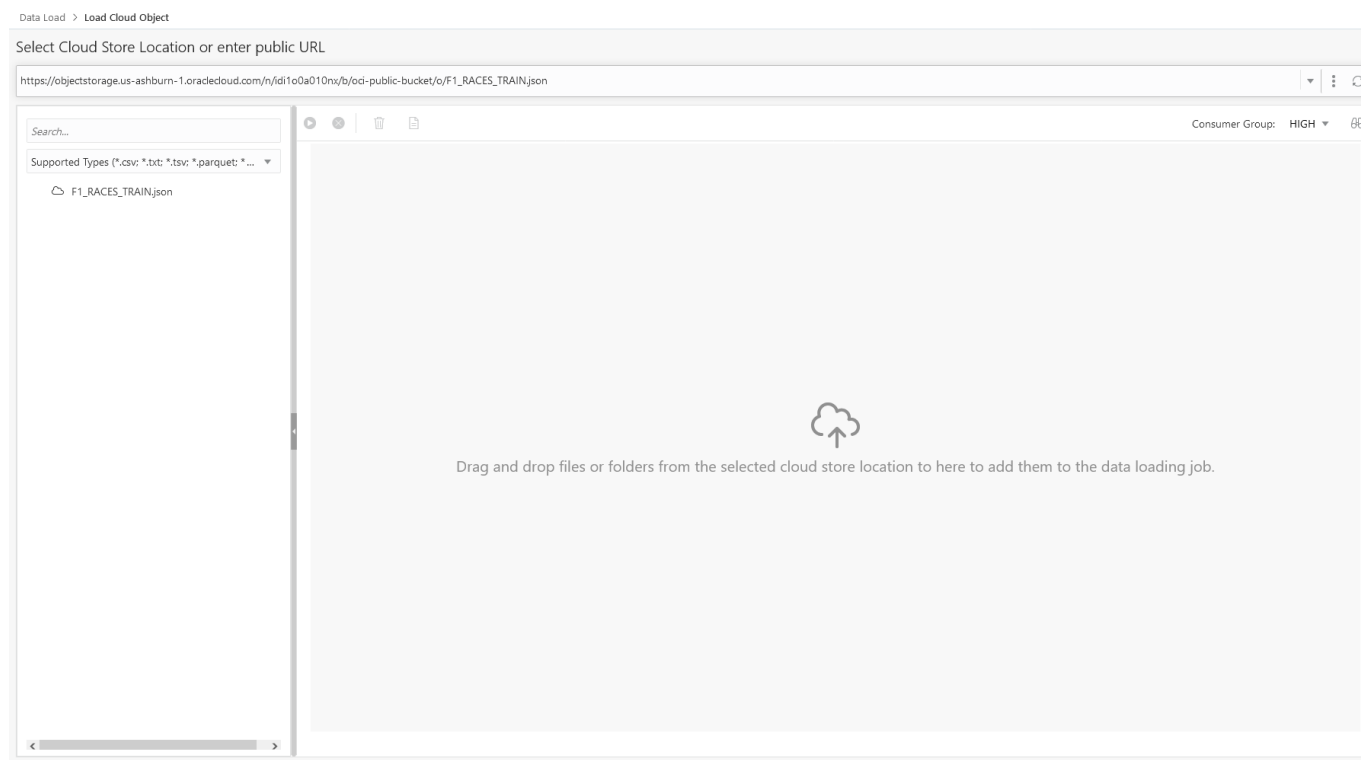 Data Load > Load Cloud Object
Select Cloud Store Location or enter public URL
https://objectstorage.us-ashburn-1.oraclecloud.com/n/idi1o0a010nx/b/oci-public-bucket/o/F1_RACES_TRAIN.json
Search...
Consumer Group: HIGH
Supported Types (*.csv; *.txt; *.tsv; *.parquet; *...
F1_RACES_TRAIN.json
Drag and drop files or folders from the selected cloud store location to here to add them to the data loading job.